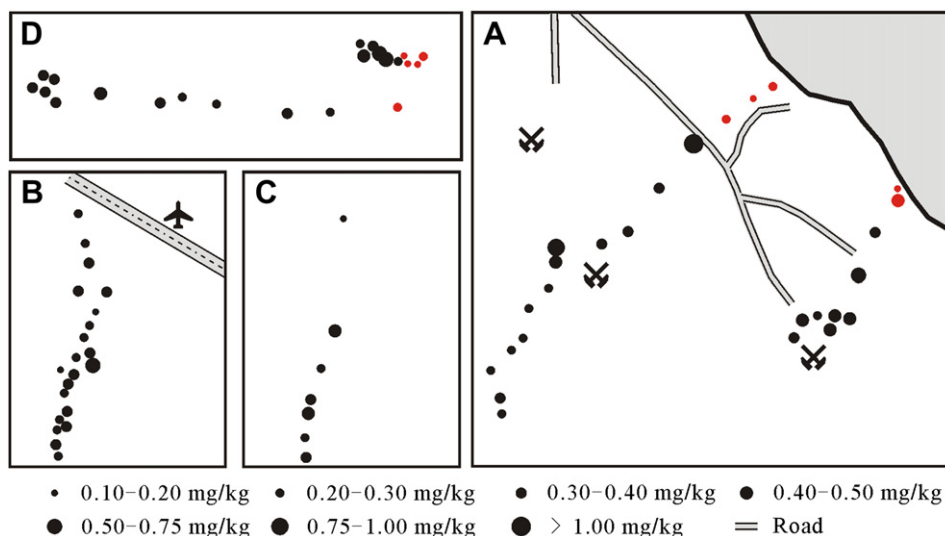 D
A
B
C
0.10–0.20 mg/kg
0.20–0.30 mg/kg
0.30–0.40 mg/kg
0.40–0.50 mg/kg
0.50–0.75 mg/kg
0.75–1.00 mg/kg
> 1.00 mg/kg
Road